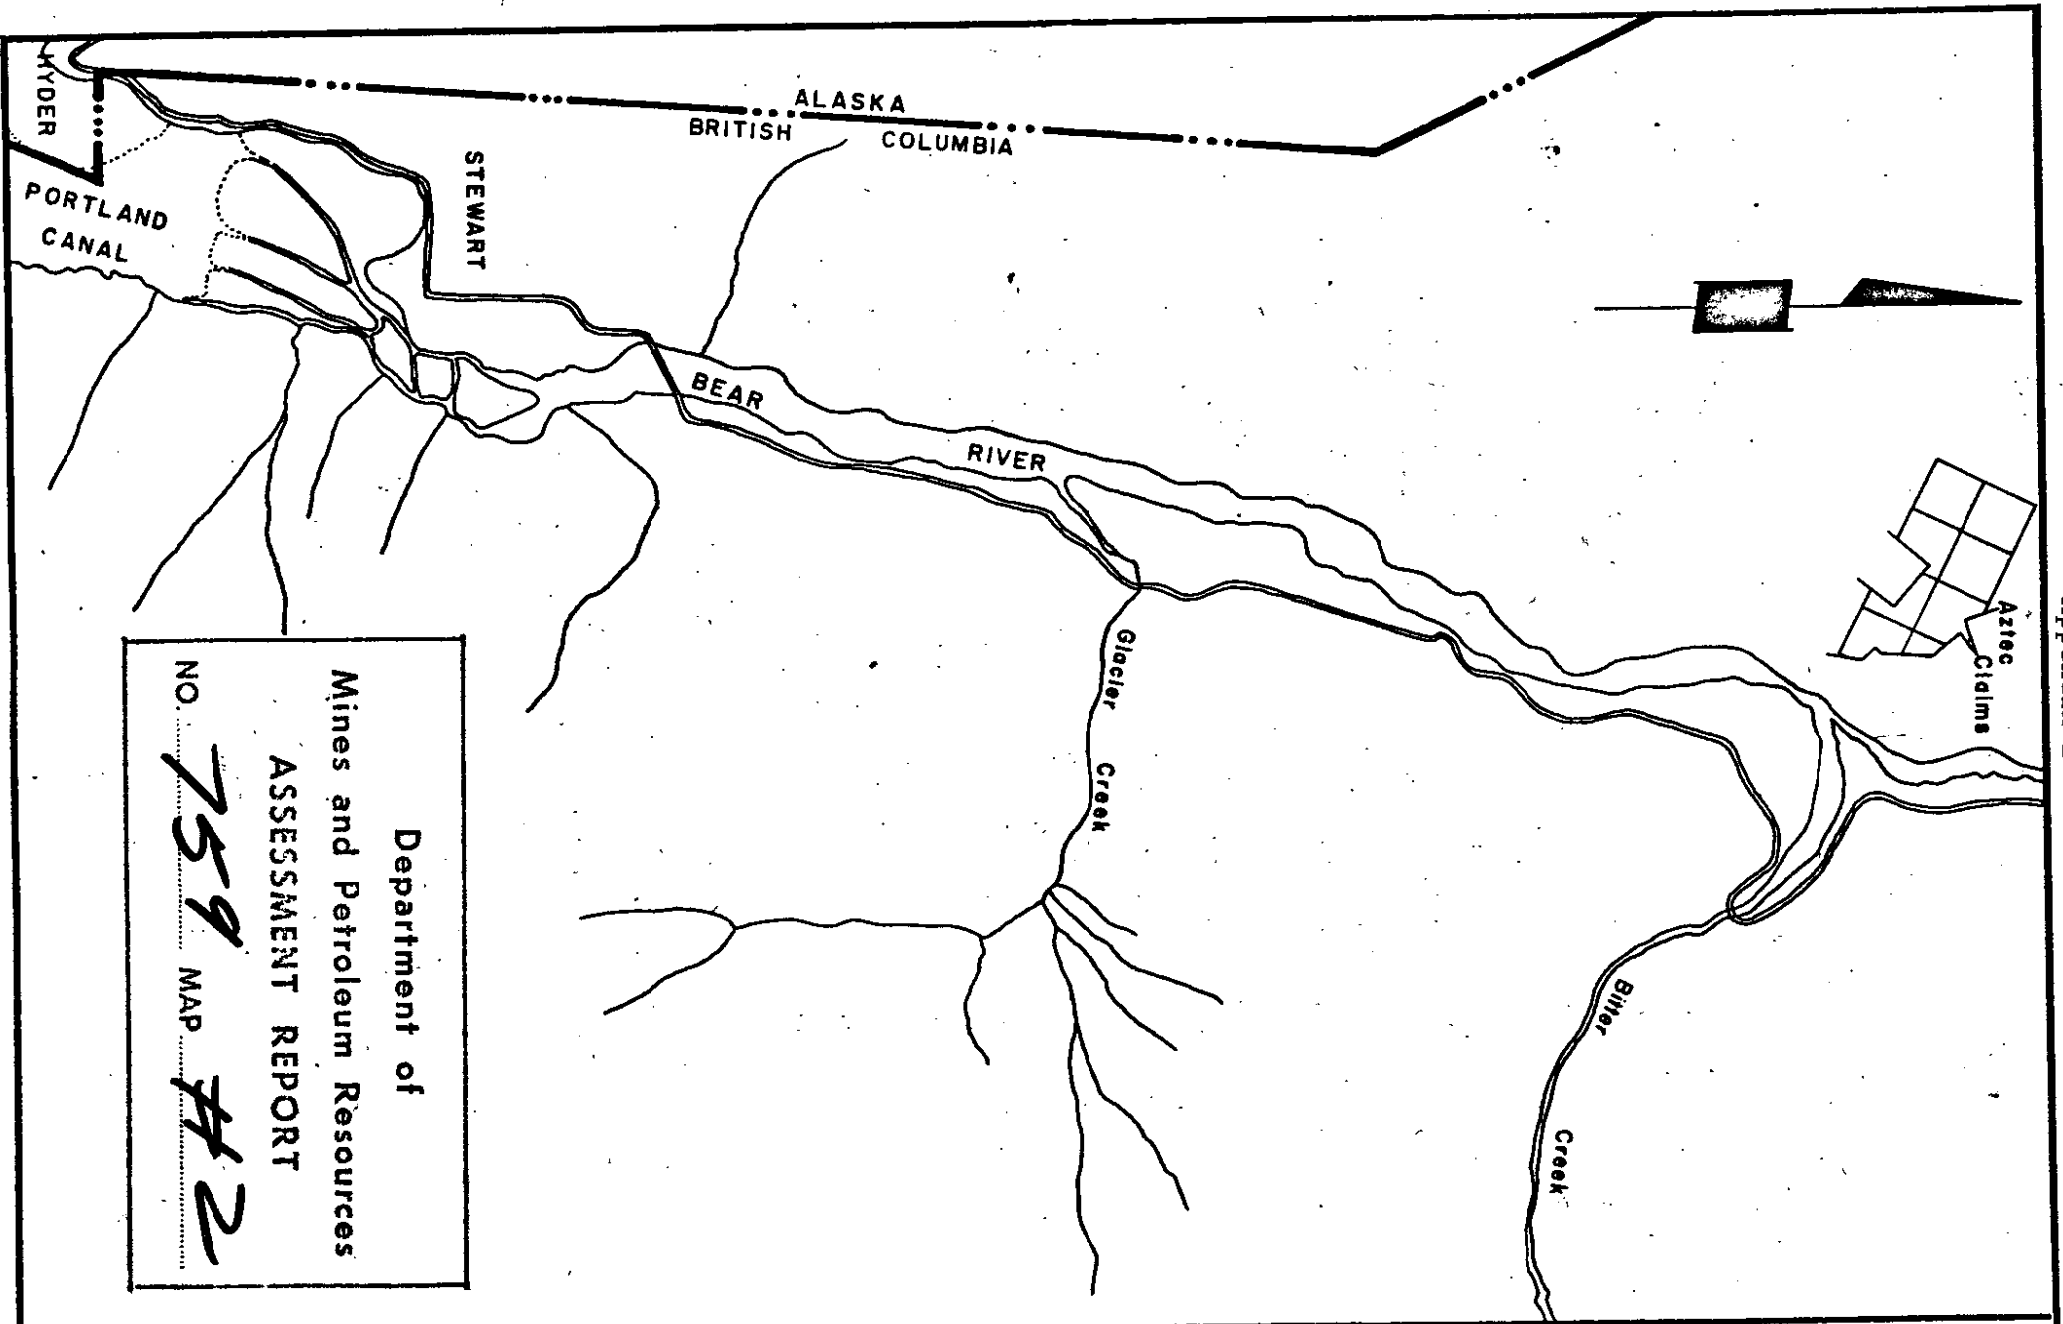 HYDER
PORTLAND
CANAL
STEWART
ALASKA
BRITISH COLUMBIA
BEAR
RIVER
Glacier
Creek
Bitter
Creek
Aztec
Claims
Department of
Mines and Petroleum Resources
ASSESSMENT REPORT
NO. 759 MAP #2